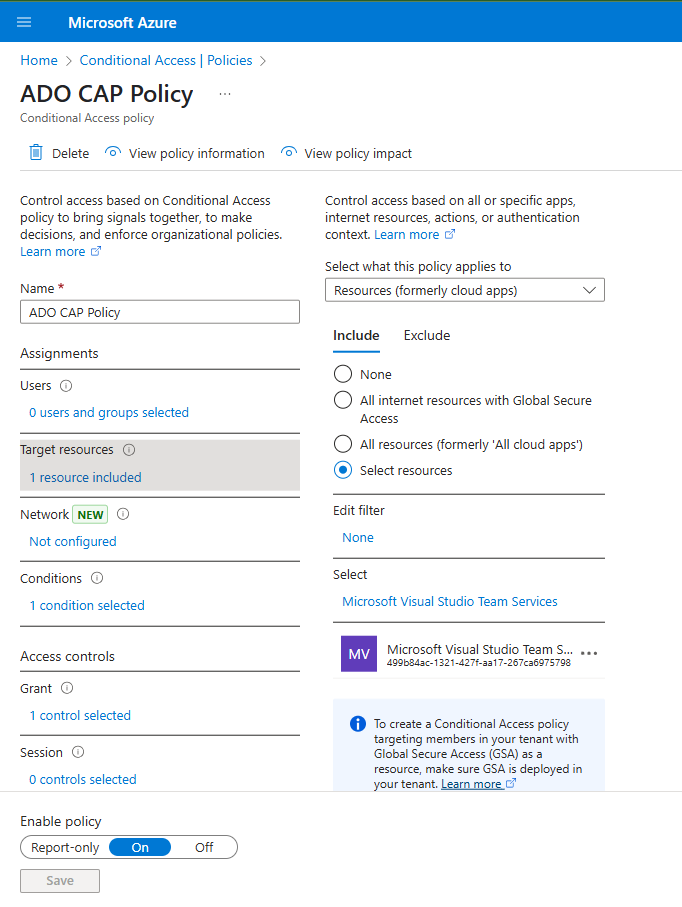 Microsoft Azure
Home > Conditional Access | Policies >
ADO CAP Policy ...
Conditional Access policy
Delete View policy information View policy impact
Control access based on Conditional Access
policy to bring signals together, to make
decisions, and enforce organizational policies.
Learn more
Name *
ADO CAP Policy
Assignments
Users
0 users and groups selected
Target resources
1 resource included
Network NEW
Not configured
Conditions
1 condition selected
Access controls
Grant
1 control selected
Session
0 controls selected
Control access based on all or specific apps,
internet resources, actions, or authentication
context. Learn more
Select what this policy applies to
Resources (formerly cloud apps)
Include Exclude
None
All internet resources with Global Secure
Access
All resources (formerly 'All cloud apps')
Select resources
Edit filter
None
Select
Microsoft Visual Studio Team Services
MV
Microsoft Visual Studio Team S... 
499b84ac-1321-427f-aa17-267ca6975798
To create a Conditional Access policy
targeting members in your tenant with
Global Secure Access (GSA) as a
resource, make sure GSA is deployed in
your tenant. Learn more
Enable policy
Report-only On Off
Save